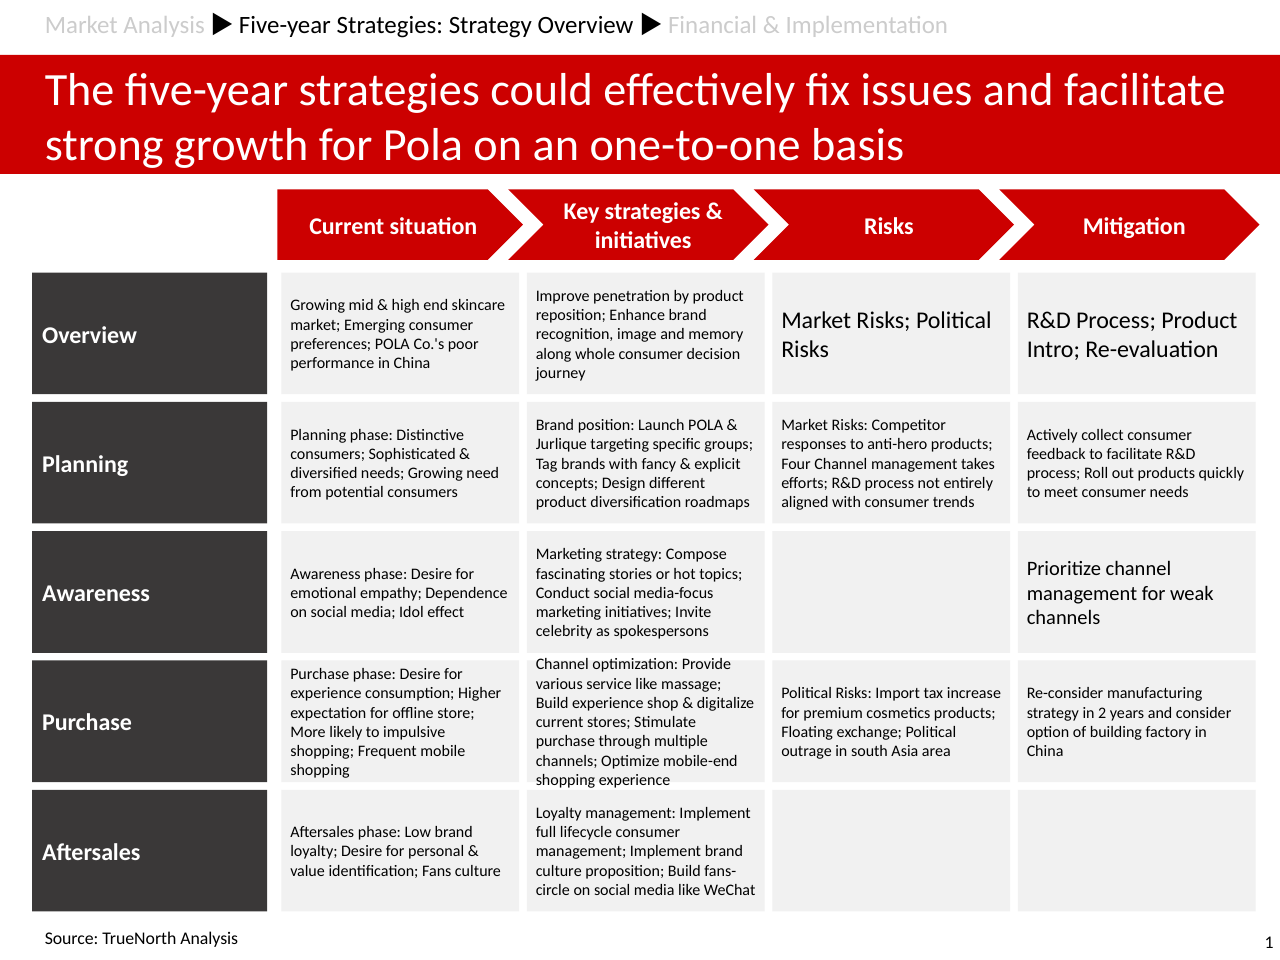 Market Analysis ▶ Five-year Strategies: Strategy Overview ▶ Financial & Implementation
The five-year strategies could effectively fix issues and facilitate
strong growth for Pola on an one-to-one basis
Current situation
Key strategies &
initiatives
Risks
Mitigation
Overview
Growing mid & high end skincare
market; Emerging consumer
preferences; POLA Co.'s poor
performance in China
Improve penetration by product
reposition; Enhance brand
recognition, image and memory
along whole consumer decision
journey
Market Risks; Political
Risks
R&D Process; Product
Intro; Re-evaluation
Planning
Planning phase: Distinctive
consumers; Sophisticated &
diversified needs; Growing need
from potential consumers
Brand position: Launch POLA &
Jurlique targeting specific groups;
Tag brands with fancy & explicit
concepts; Design different
product diversification roadmaps
Market Risks: Competitor
responses to anti-hero products;
Four Channel management takes
efforts; R&D process not entirely
aligned with consumer trends
Actively collect consumer
feedback to facilitate R&D
process; Roll out products quickly
to meet consumer needs
Awareness
Awareness phase: Desire for
emotional empathy; Dependence
on social media; Idol effect
Marketing strategy: Compose
fascinating stories or hot topics;
Conduct social media-focus
marketing initiatives; Invite
celebrity as spokespersons
Prioritize channel
management for weak
channels
Purchase
Purchase phase: Desire for
experience consumption; Higher
expectation for offline store;
More likely to impulsive
shopping; Frequent mobile
shopping
Channel optimization: Provide
various service like massage;
Build experience shop & digitalize
current stores; Stimulate
purchase through multiple
channels; Optimize mobile-end
shopping experience
Political Risks: Import tax increase
for premium cosmetics products;
Floating exchange; Political
outrage in south Asia area
Re-consider manufacturing
strategy in 2 years and consider
option of building factory in
China
Aftersales
Aftersales phase: Low brand
loyalty; Desire for personal &
value identification; Fans culture
Loyalty management: Implement
full lifecycle consumer
management; Implement brand
culture proposition; Build fans-
circle on social media like WeChat
Source: TrueNorth Analysis
1